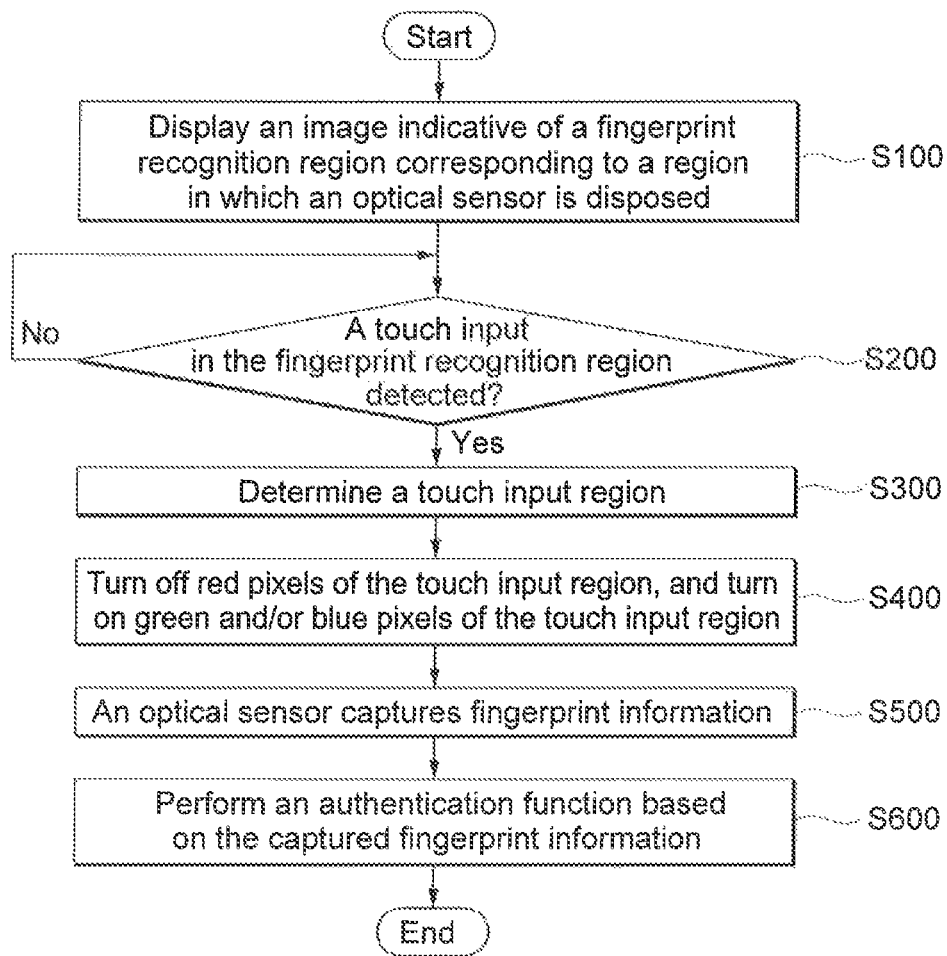 Start
Display an image indicative of a fingerprint
recognition region corresponding to a region
in which an optical sensor is disposed
S100
No
A touch input
in the fingerprint recognition region
detected?
S200
Yes
Determine a touch input region
S300
Turn off red pixels of the touch input region, and turn
on green and/or blue pixels of the touch input region
S400
An optical sensor captures fingerprint information
S500
Perform an authentication function based
on the captured fingerprint information
S600
End